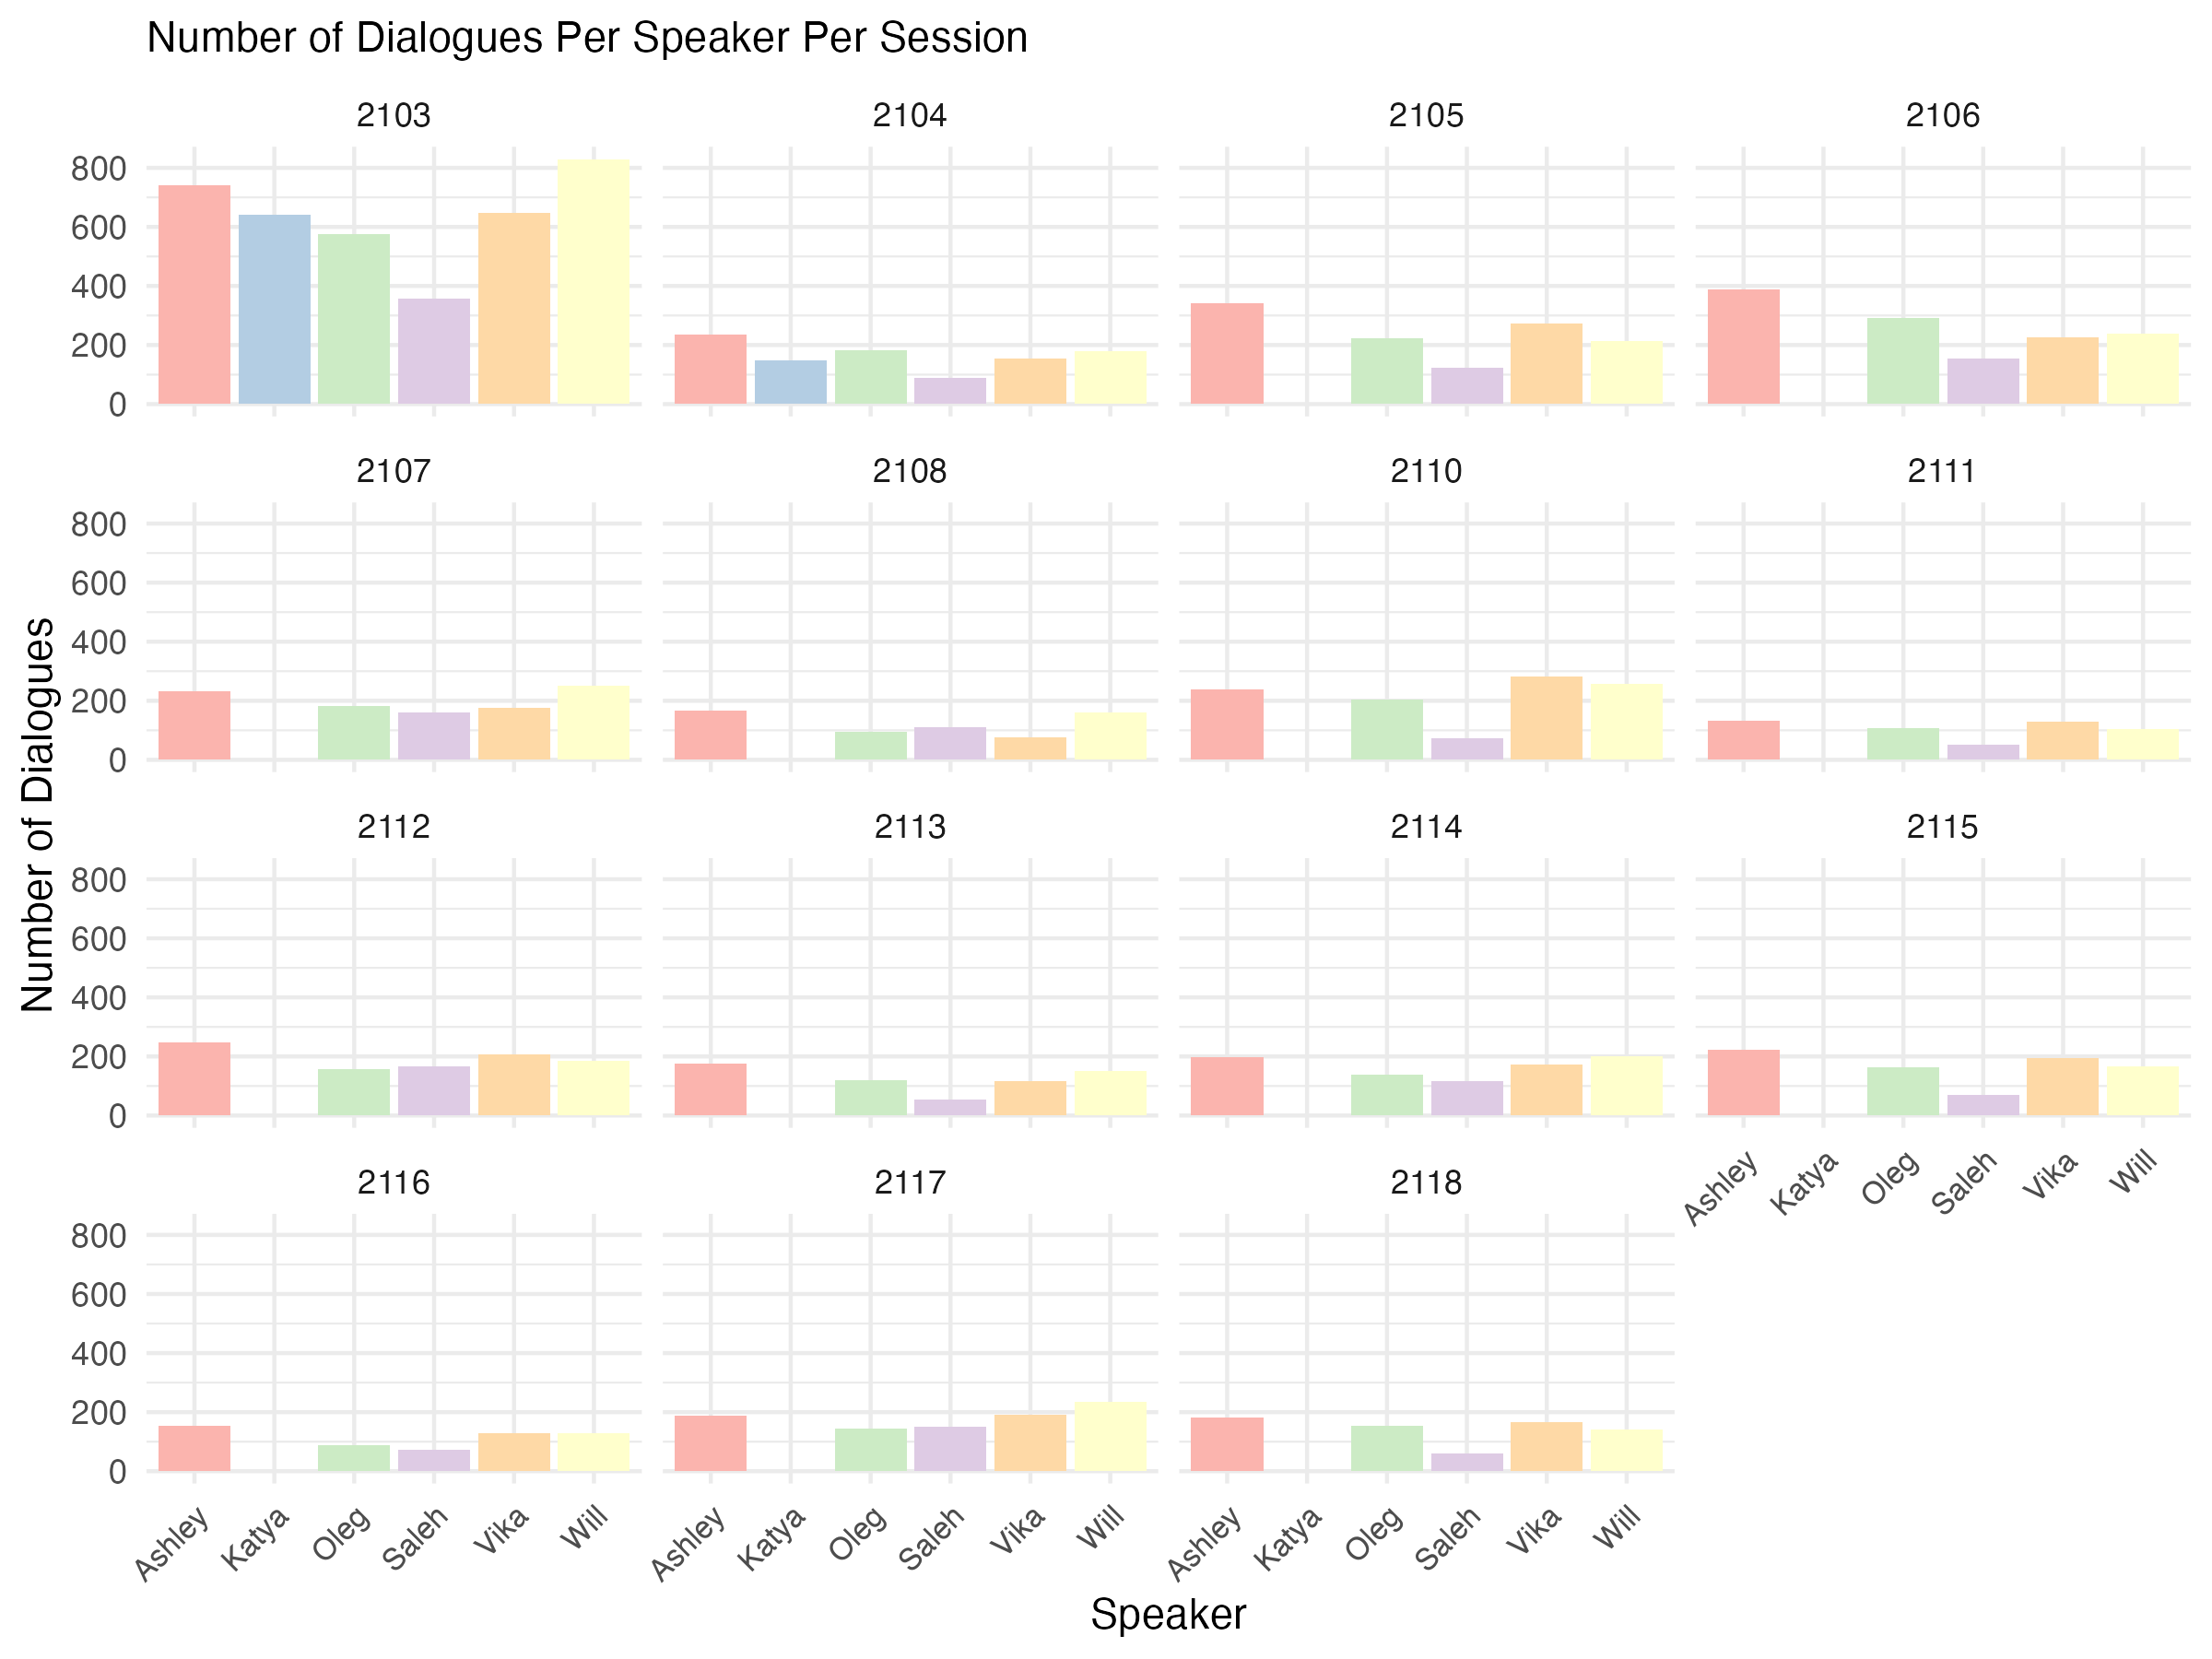 Number of Dialogues Per Speaker Per Session
2103 2104 2105 2106
800
600
400
200
0
2107 2108 2110 2111
800
600
400
200
0
2112 2113 2114 2115
800
600
400
200
0
Ashley Katya Oleg Saleh Vika Will
2116 2117 2118
800
600
400
200
0
Ashley Katya Oleg Saleh Vika Will Ashley Katya Oleg Saleh Vika Will Ashley Katya Oleg Saleh Vika Will
Speaker
Number of Dialogues